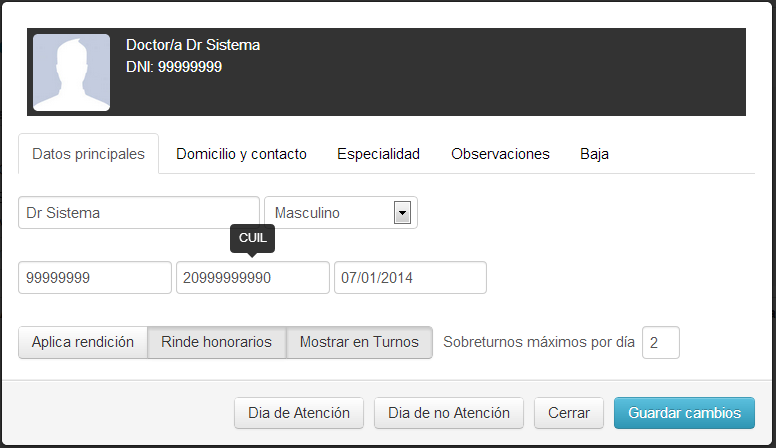 Doctor/a Dr Sistema
DNI: 99999999
Datos principales Domicilio y contacto Especialidad Observaciones Baja
Dr Sistema Masculino
CUIL
99999999 20999999990 07/01/2014
Aplica rendición Rinde honorarios Mostrar en Turnos Sobreturnos máximos por día 2
Dia de Atención Dia de no Atención Cerrar Guardar cambios